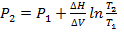 P₂ = P₁ + ΔH/ΔV ln T₂/T₁